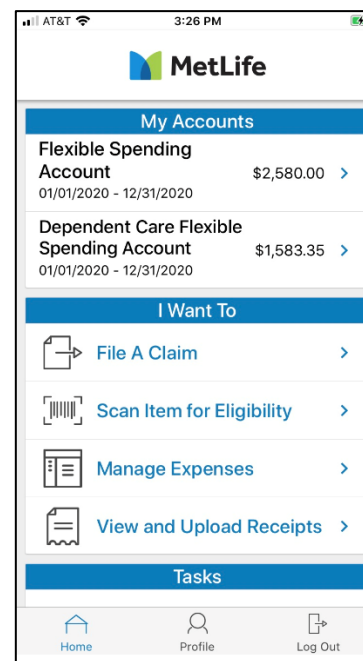 AT&T 3:26 PM
MetLife
My Accounts
Flexible Spending
Account $2,580.00
01/01/2020 - 12/31/2020
Dependent Care Flexible
Spending Account $1,583.35
01/01/2020 - 12/31/2020
I Want To
File A Claim
Scan Item for Eligibility
Manage Expenses
View and Upload Receipts
Tasks
Home Profile Log Out